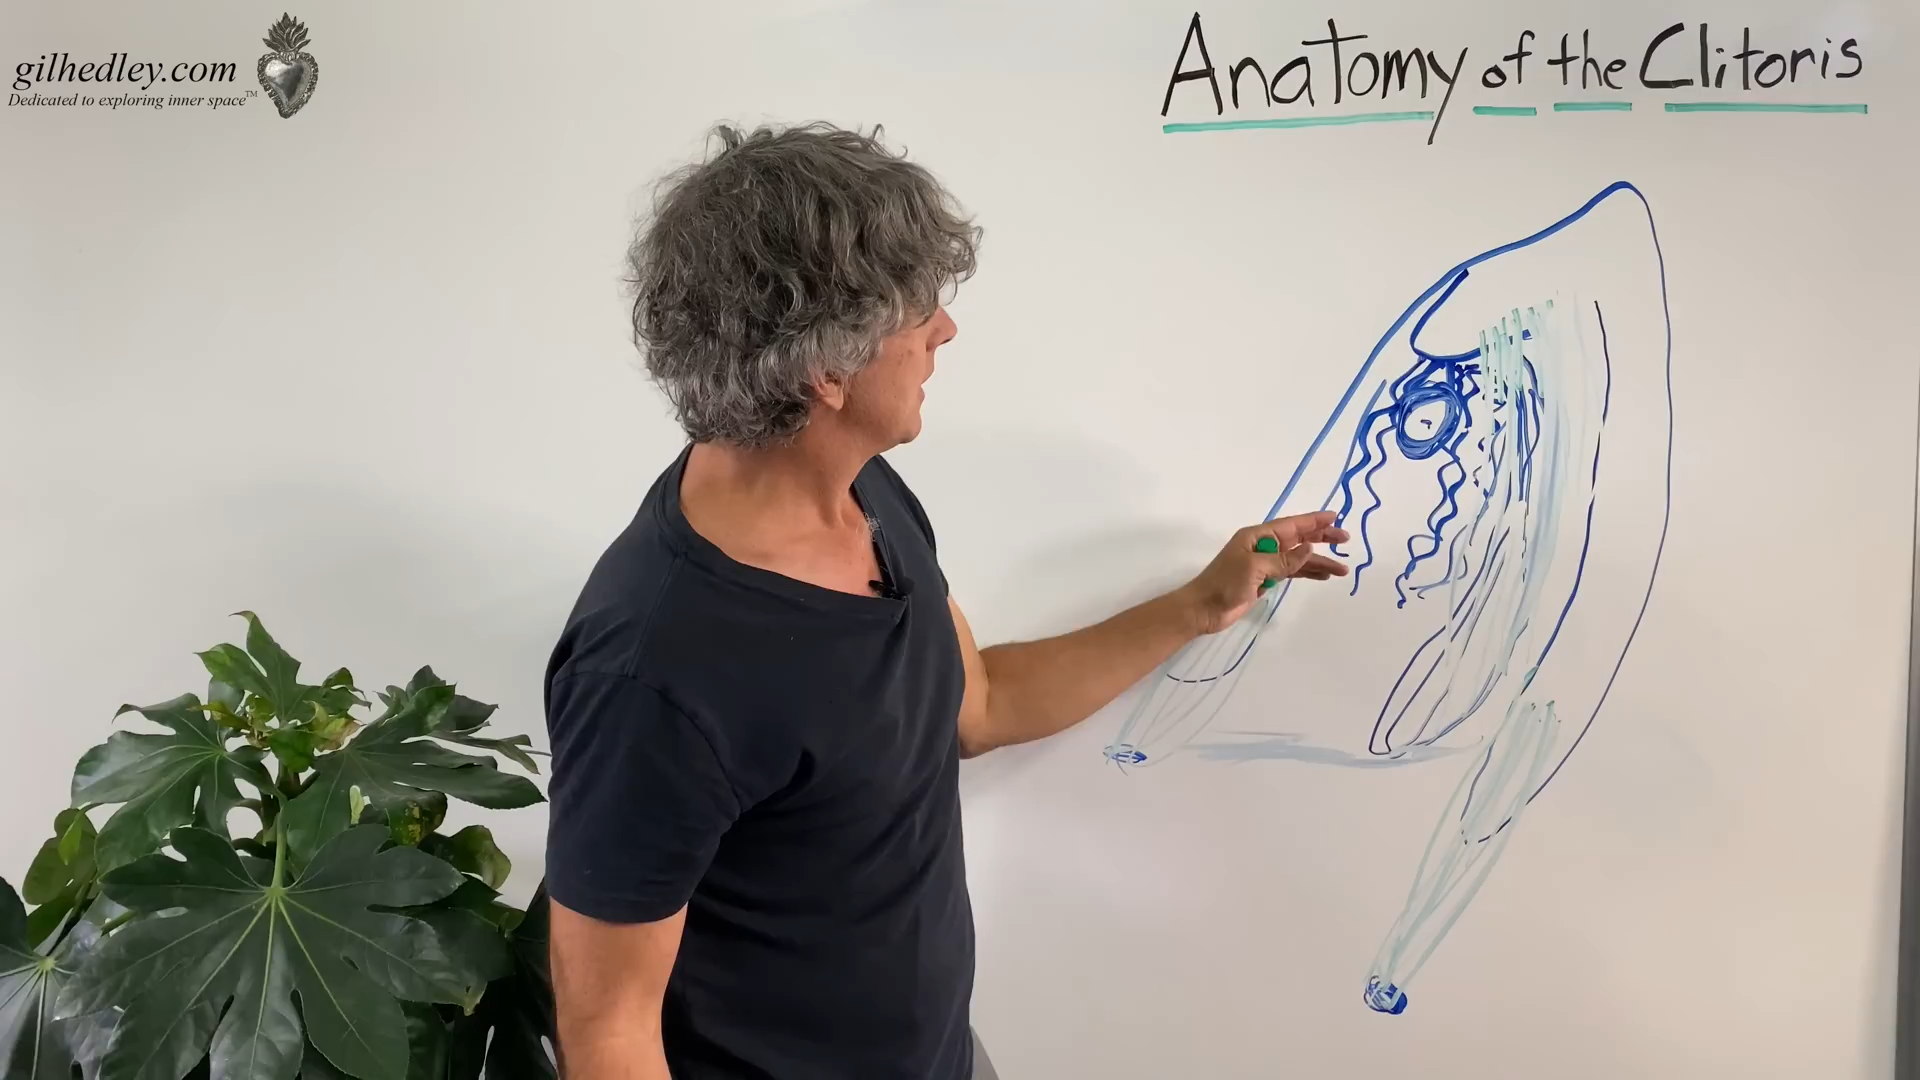 gilhedley.com
Dedicated to exploring inner space™
Anatomy of the Clitoris